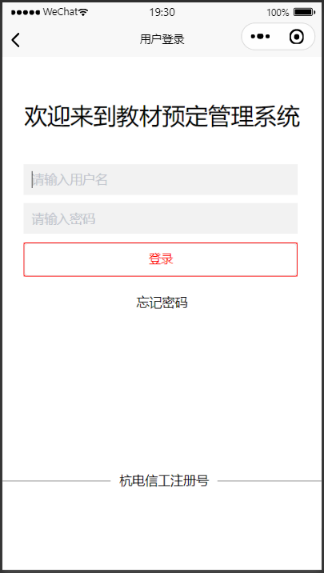 WeChat
19:30
100%
用户登录
欢迎来到教材预定管理系统
请输入用户名
请输入密码
登录
忘记密码
杭电信工注册号